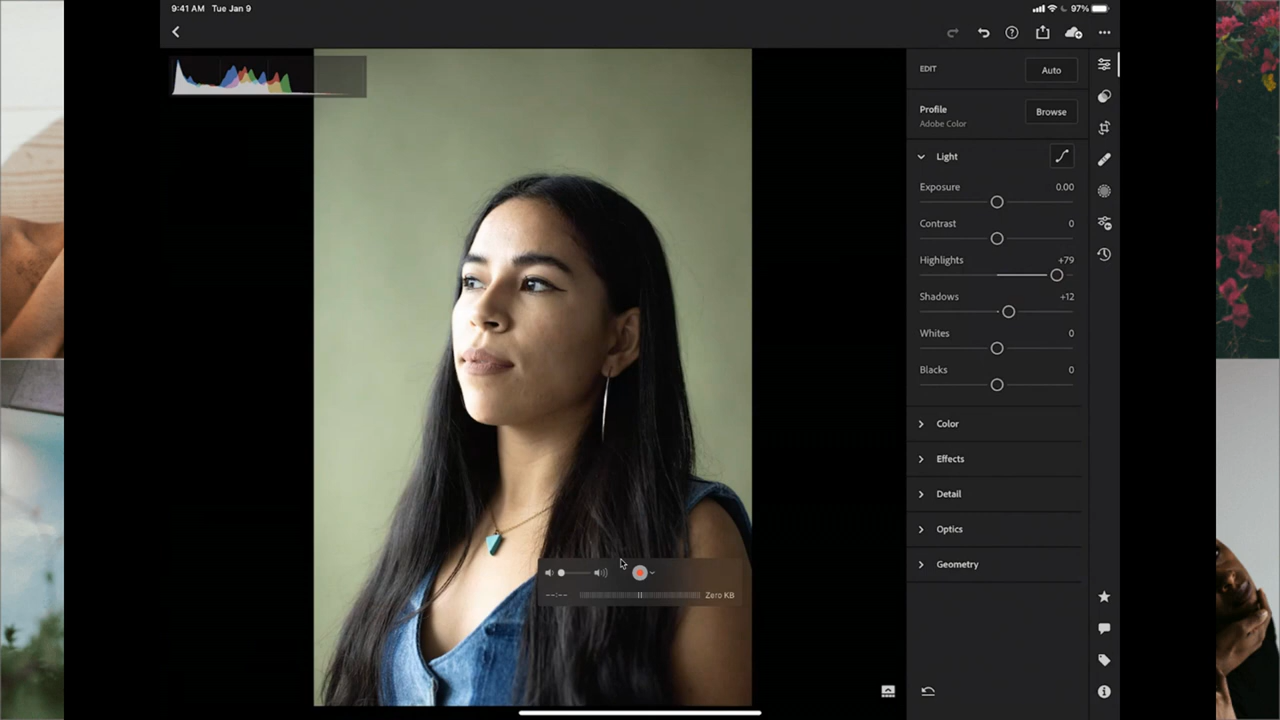 9:41 AM Tue Jan 9
97%
EDIT
Auto
Profile
Adobe Color
Browse
Light
Exposure 0.00
Contrast 0
Highlights +79
Shadows +12
Whites 0
Blacks 0
Color
Effects
Detail
Optics
Geometry
--:--
Zero KB